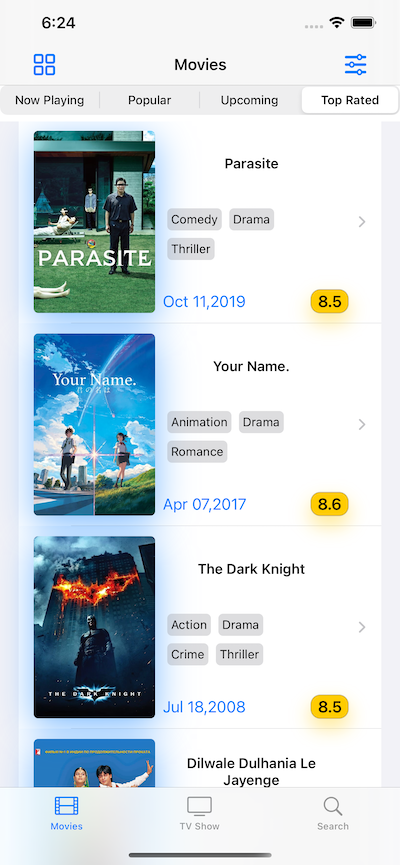 6:24
Movies
Now Playing
Popular
Upcoming
Top Rated
PARASITE
Parasite
Comedy
Drama
Thriller
Oct 11,2019
8.5
Your Name.
君の名は
Your Name.
Animation
Drama
Romance
Apr 07,2017
8.6
THE DARK KNIGHT
The Dark Knight
Action
Drama
Crime
Thriller
Jul 18,2008
8.5
Dilwale Dulhania Le
Jayenge
Movies
TV Show
Search